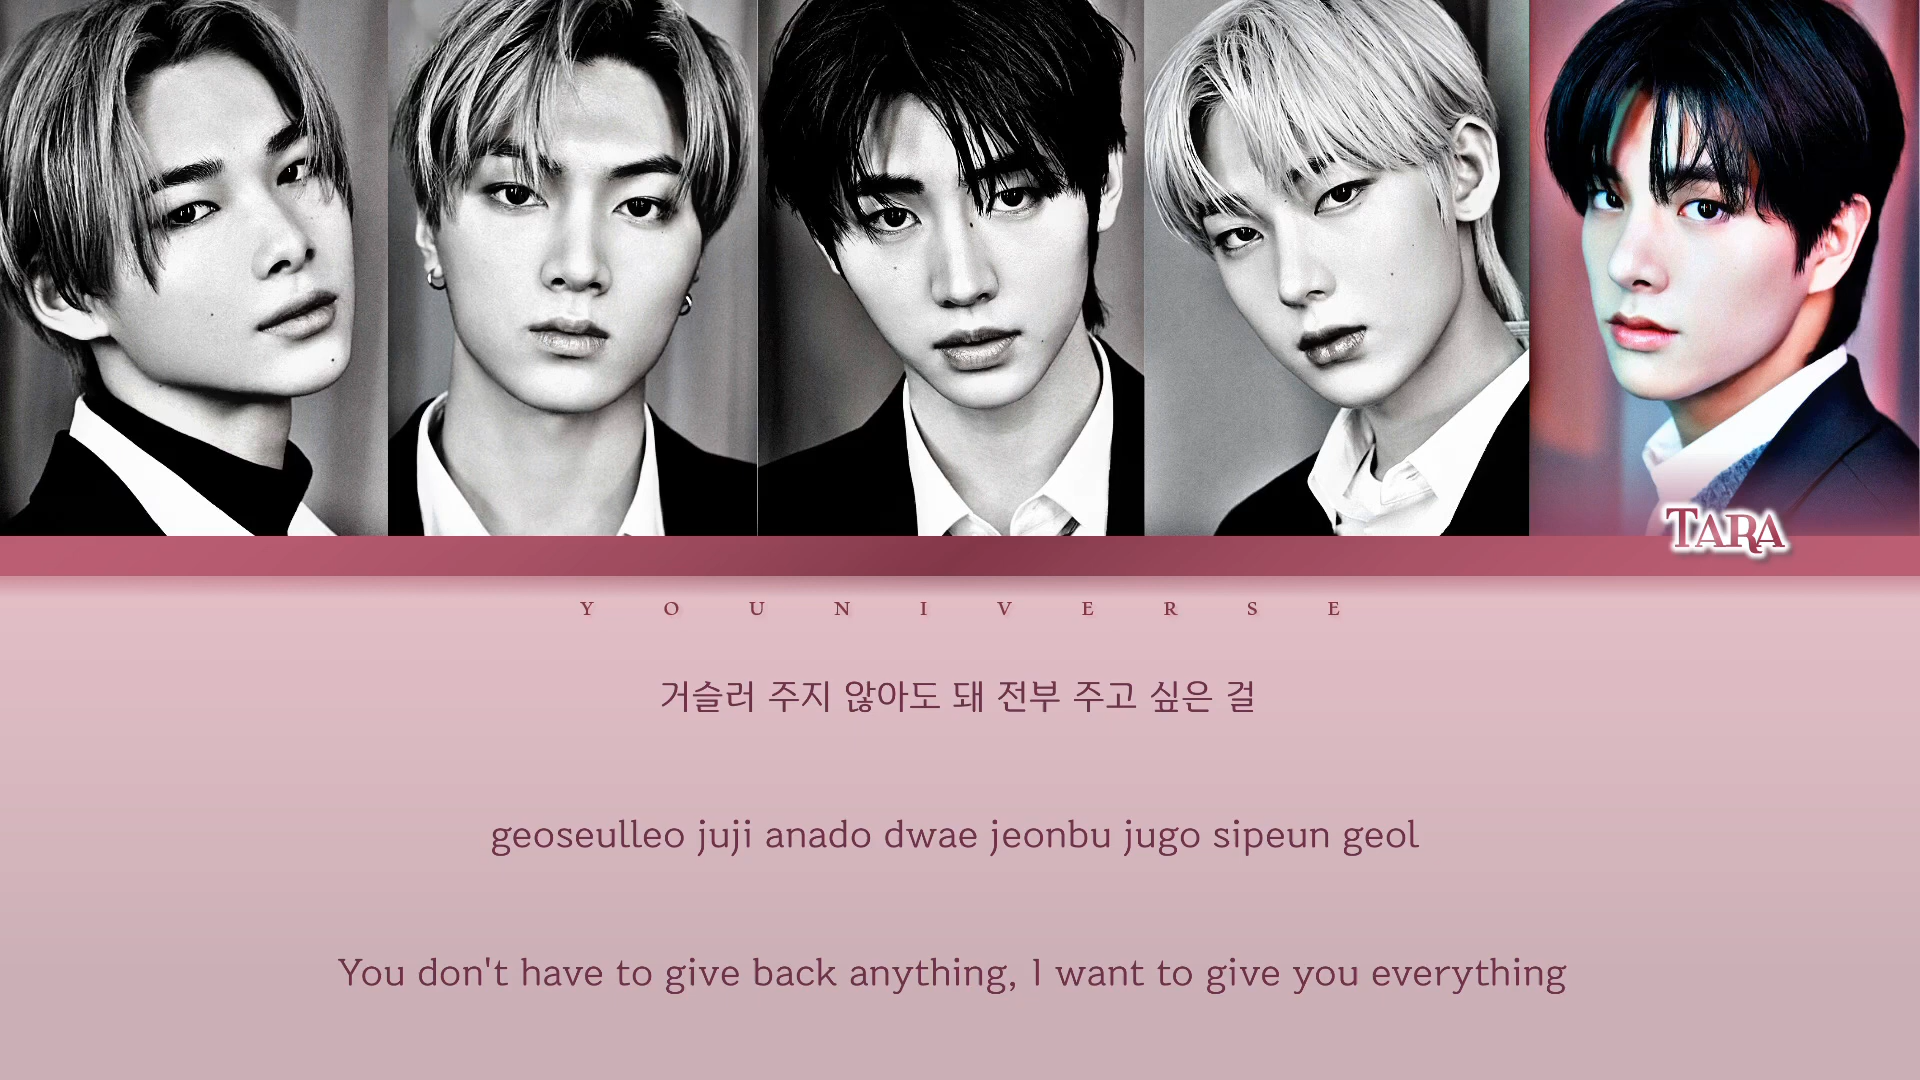 TARA
Y O U N I V E R S E
거슬러 주지 않아도 돼 전부 주고 싶은 걸
geoseulleo juji anado dwae jeonbu jugo sipeun geol
You don't have to give back anything, I want to give you everything